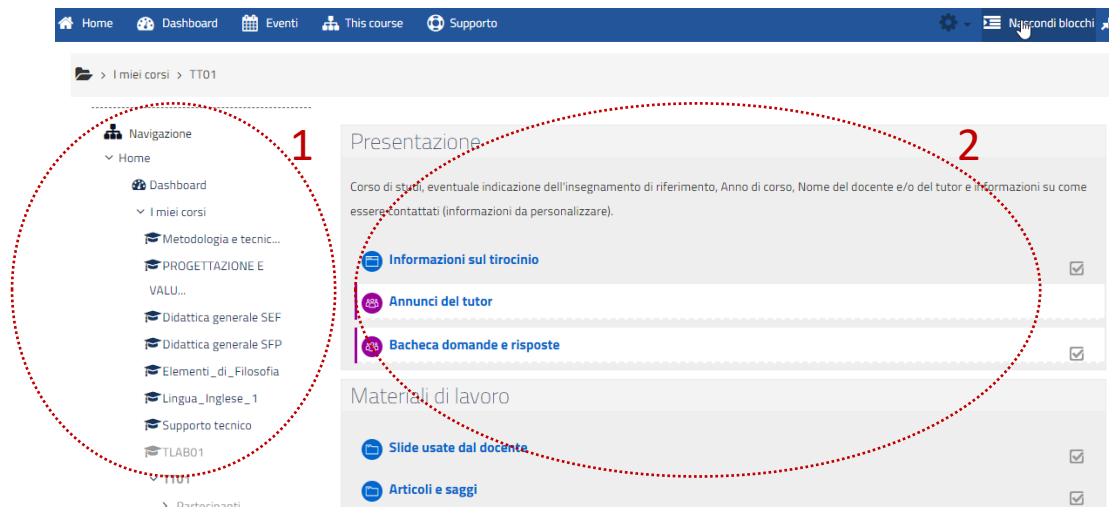 Home Dashboard Eventi This course Supporto Nascondi blocchi
> I miei corsi > TT01
Navigazione
1
Home
Dashboard
I miei corsi
Metodologia e tecnic...
PROGETTAZIONE E
VALU...
Didattica generale SEF
Didattica generale SFP
Elementi_di_Filosofia
Lingua_Inglese_1
Supporto tecnico
TLAB01
TT01
> Partecipanti
Presentazione
2
Corso di studi, eventuale indicazione dell'insegnamento di riferimento, Anno di corso, Nome del docente e/o del tutor e informazioni su come
essere contattati (informazioni da personalizzare).
Informazioni sul tirocinio
Annunci del tutor
Bacheca domande e risposte
Materiali di lavoro
Slide usate dal docente
Articoli e saggi